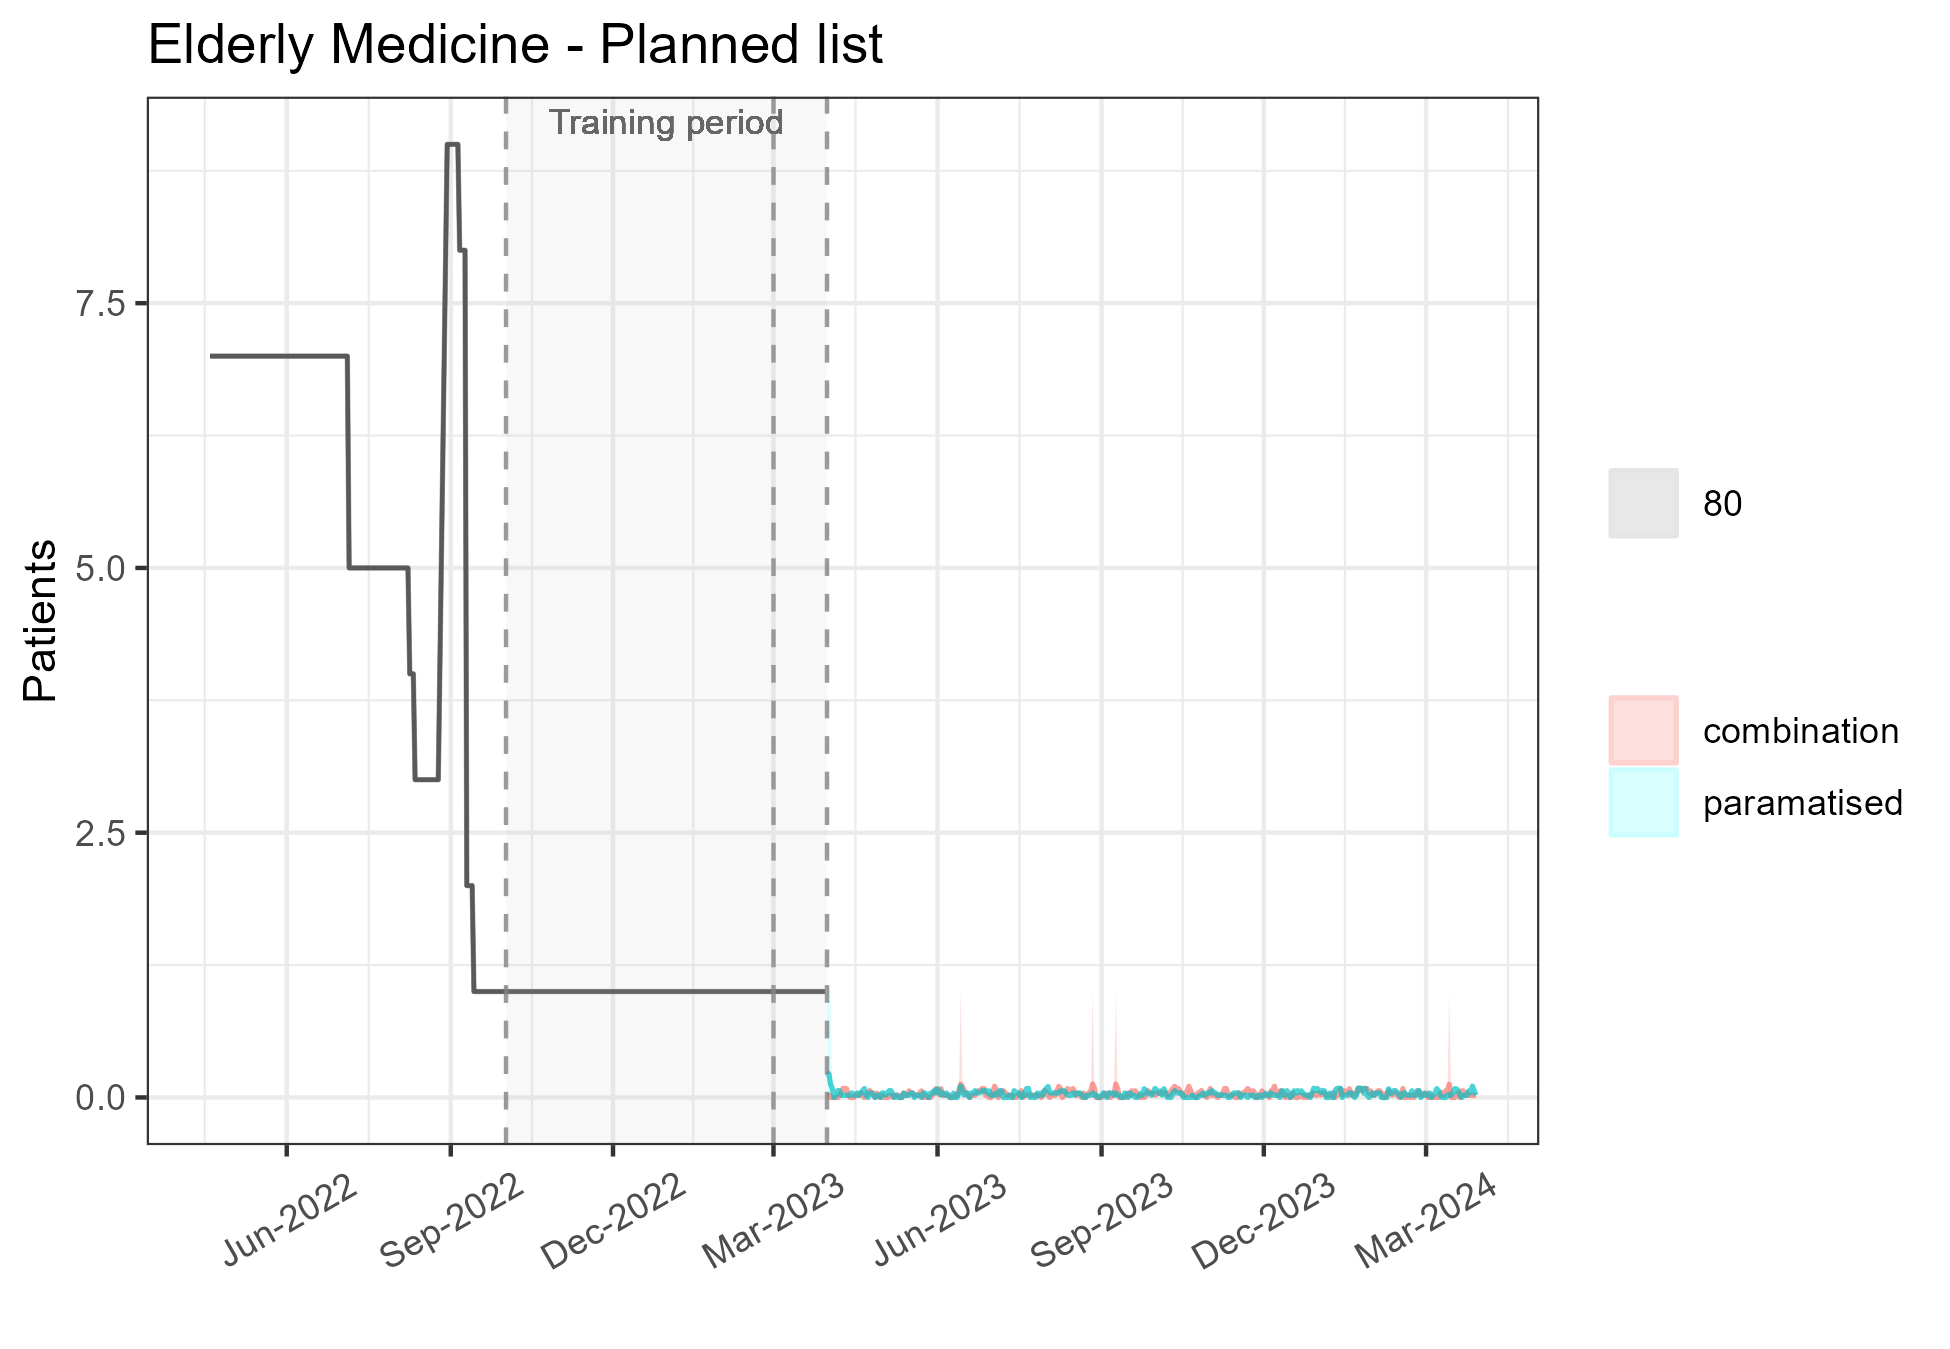 Elderly Medicine - Planned list
Training period
Patients
7.5
5.0
2.5
0.0
Jun-2022
Sep-2022
Dec-2022
Mar-2023
Jun-2023
Sep-2023
Dec-2023
Mar-2024
80
combination
paramatised